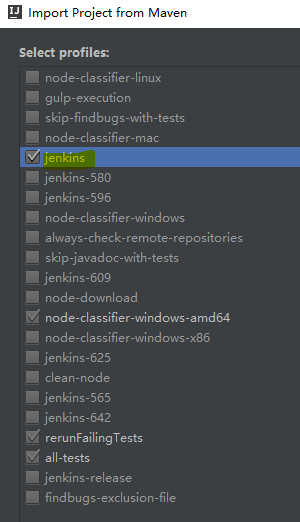 IJ Import Project from Maven
Select profiles:
node-classifier-linux
gulp-execution
skip-findbugs-with-tests
node-classifier-mac
jenkins
jenkins-580
jenkins-596
node-classifier-windows
always-check-remote-repositories
skip-javadoc-with-tests
jenkins-609
node-download
node-classifier-windows-amd64
node-classifier-windows-x86
jenkins-625
clean-node
jenkins-565
jenkins-642
rerunFailingTests
all-tests
jenkins-release
findbugs-exclusion-file